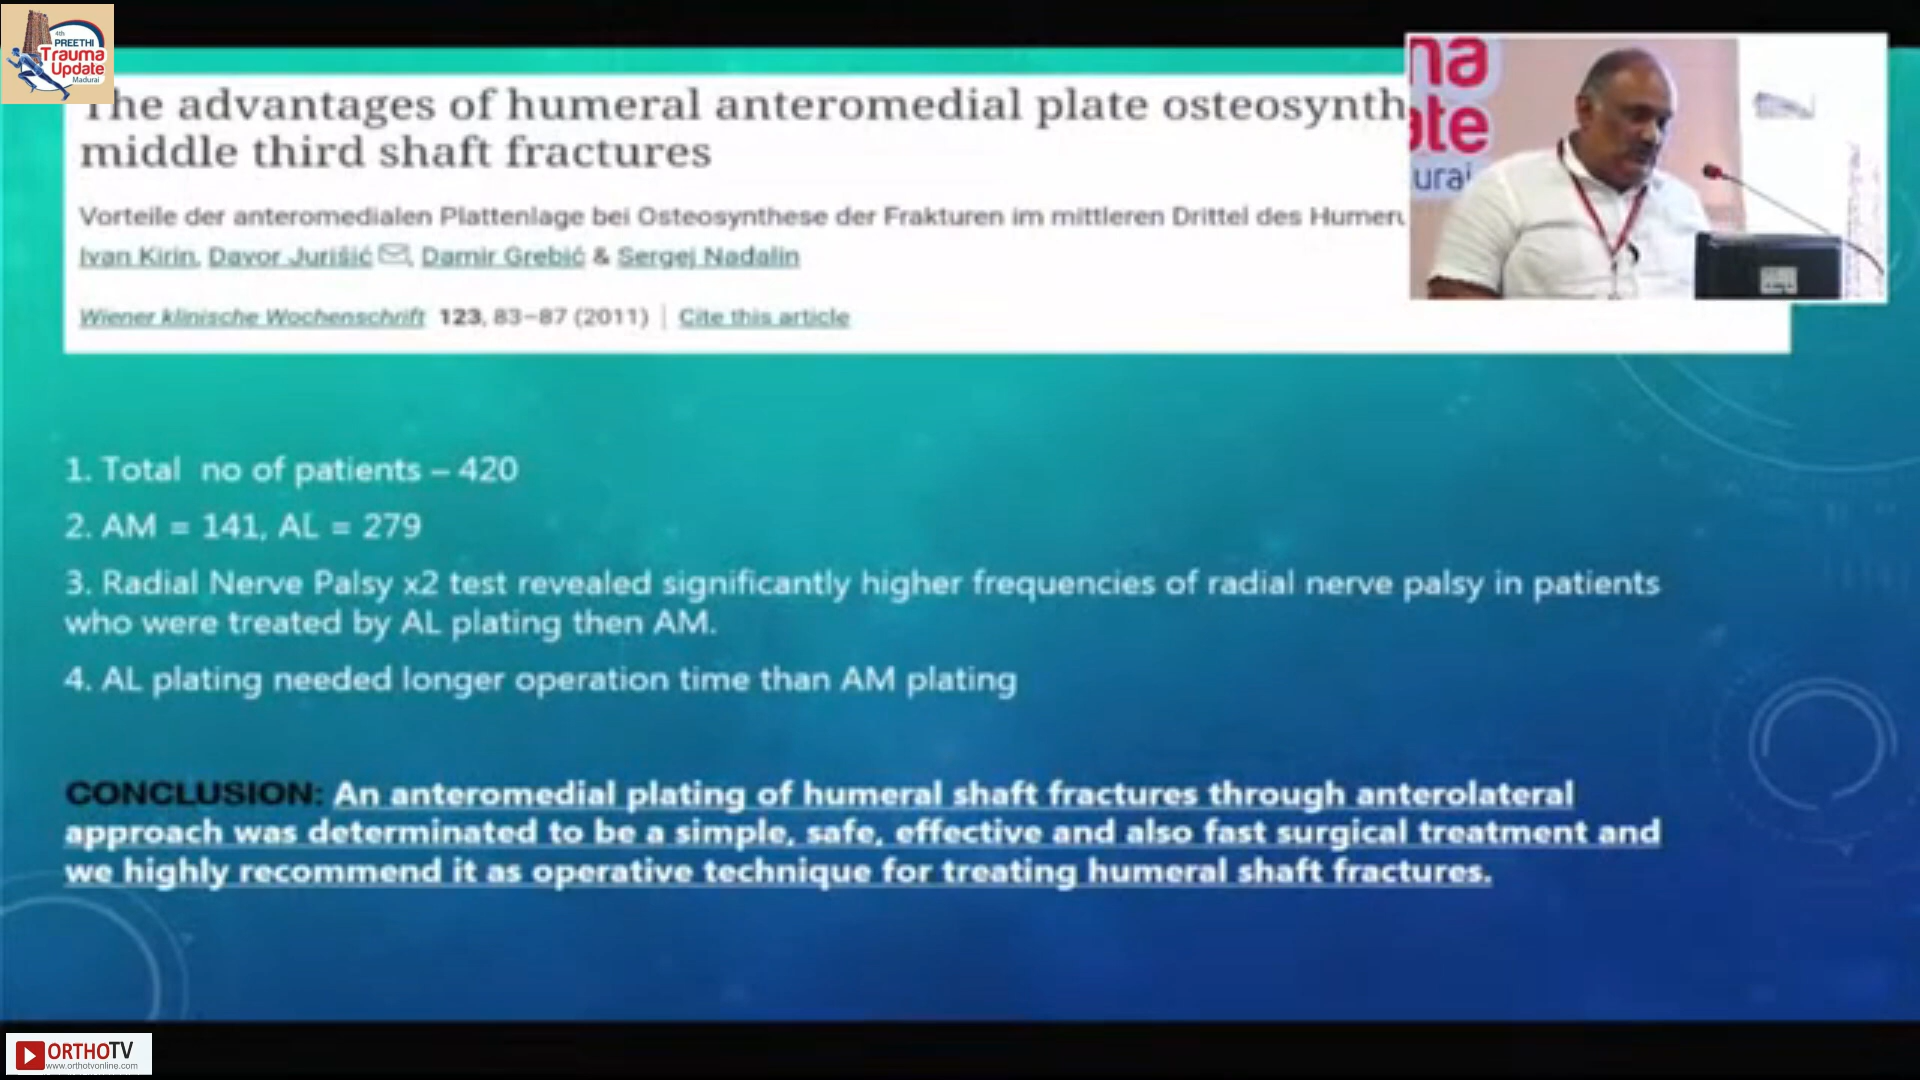 4th
PREETHI
Trauma
Update
Madurai
The advantages of humeral anteromedial plate osteosynth
middle third shaft fractures
Vorteile der anteromedialen Plattenlage bei Osteosynthese der Frakturen im mittleren Drittel des Humeru
Ivan Kirin, Davor Jurišić, Damir Grebić & Sergej Nadalin
Wiener klinische Wochenschrift 123, 83–87 (2011) | Cite this article
na
ate
urai
1. Total no of patients – 420
2. AM = 141, AL = 279
3. Radial Nerve Palsy x2 test revealed significantly higher frequencies of radial nerve palsy in patients
who were treated by AL plating then AM.
4. AL plating needed longer operation time than AM plating
CONCLUSION: An anteromedial plating of humeral shaft fractures through anterolateral
approach was determinated to be a simple, safe, effective and also fast surgical treatment and
we highly recommend it as operative technique for treating humeral shaft fractures.
ORTHOTV
www.orthotvonline.com